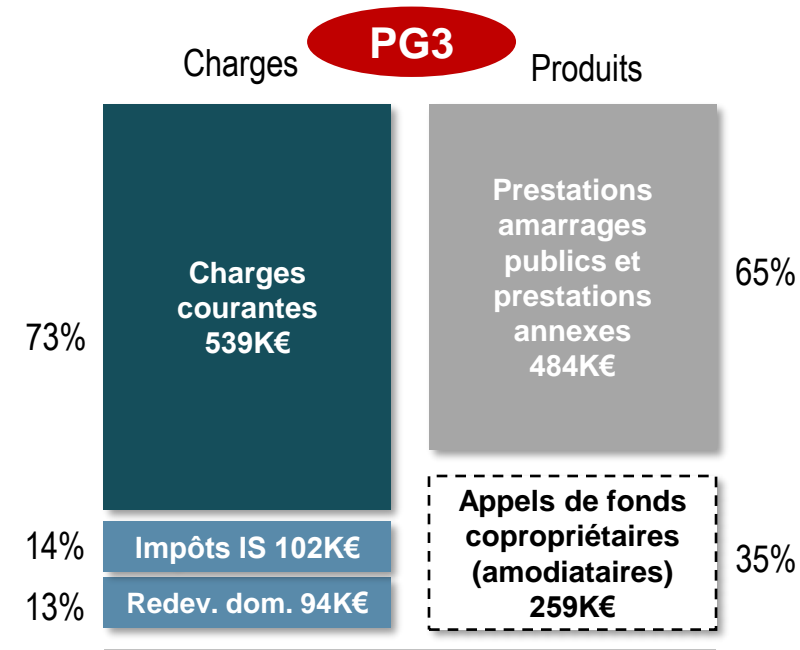 PG3
Charges
Produits
Charges
courantes
539K€
73%
Impôts IS 102K€
14%
Redev. dom. 94K€
13%
Prestations
amarrages
publics et
prestations
annexes
484K€
65%
Appels de fonds
copropriétaires
(amodiataires)
259K€
35%